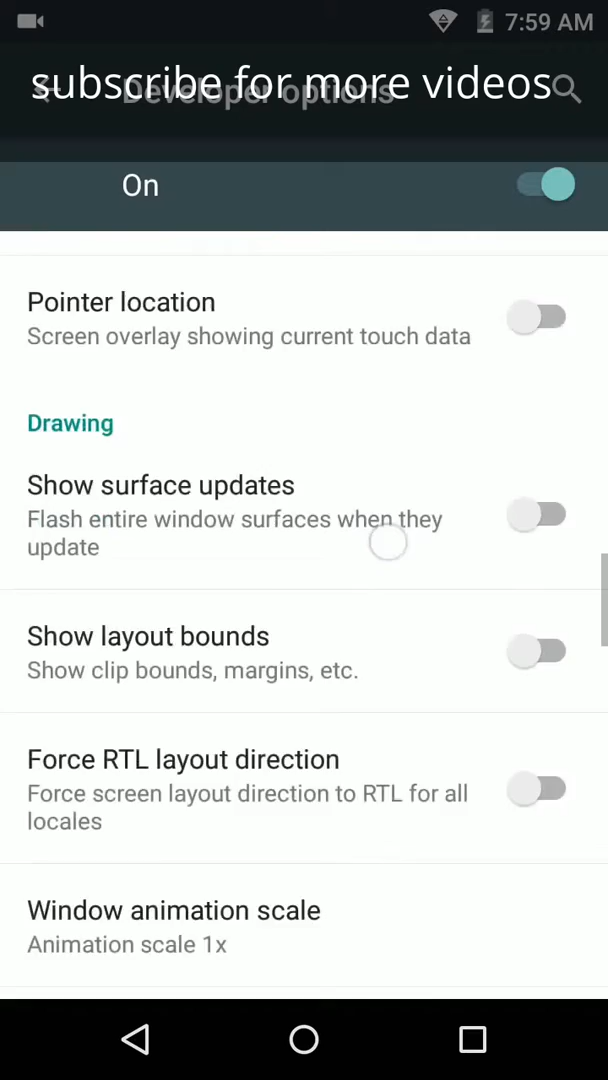 7:59 AM
subscribe for more videos
Developer options
On
Pointer location
Screen overlay showing current touch data
Drawing
Show surface updates
Flash entire window surfaces when they
update
Show layout bounds
Show clip bounds, margins, etc.
Force RTL layout direction
Force screen layout direction to RTL for all
locales
Window animation scale
Animation scale 1x